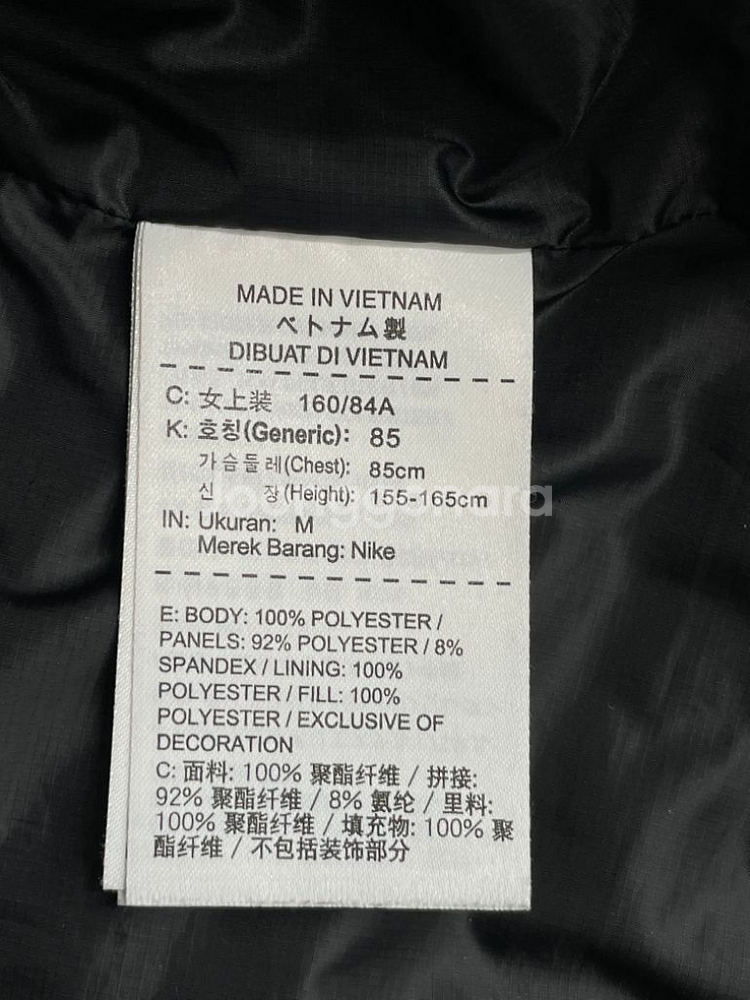 MADE IN VIETNAM
ベトナム製
DIBUAT DI VIETNAM
C: 女上装 160/84A
K: 호칭(Generic): 85
가슴둘레(Chest): 85cm
신 장(Height): 155-165cm
IN: Ukuran: M
Merek Barang: Nike
E: BODY: 100% POLYESTER /
PANELS: 92% POLYESTER / 8%
SPANDEX / LINING: 100%
POLYESTER / FILL: 100%
POLYESTER / EXCLUSIVE OF
DECORATION
C: 面料: 100% 聚酯纤维 / 拼接:
92% 聚酯纤维 / 8% 氨纶 / 里料:
100% 聚酯纤维 / 填充物: 100% 聚
酯纤维 / 不包括装饰部分